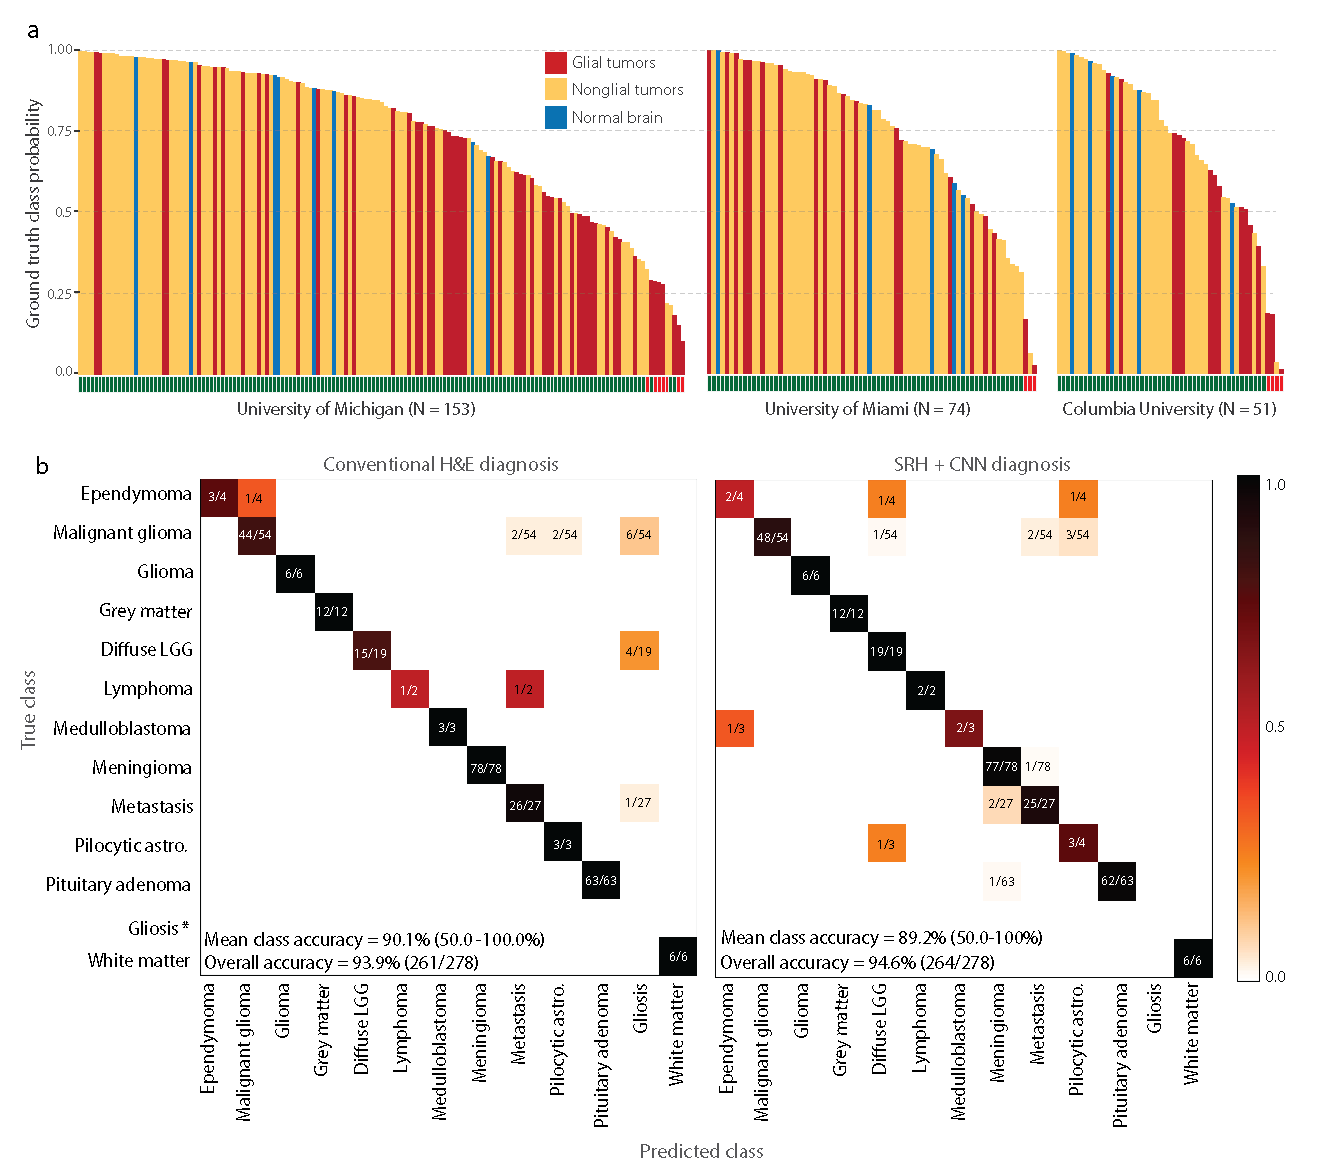 a
1.00
0.75
0.5
0.25
0.0
Ground truth class probability
Glial tumors
Nonglial tumors
Normal brain
University of Michigan (N = 153)
University of Miami (N = 74)
Columbia University (N = 51)
b
Conventional H&E diagnosis
SRH + CNN diagnosis
True class
Ependymoma
Malignant glioma
Glioma
Grey matter
Diffuse LGG
Lymphoma
Medulloblastoma
Meningioma
Metastasis
Pilocytic astro.
Pituitary adenoma
Gliosis *
White matter
3/4 1/4
44/54 2/54 2/54 6/54
6/6
12/12
15/19 4/19
1/2 1/2
3/3
78/78
26/27 1/27
3/3
63/63
6/6
Mean class accuracy = 90.1% (50.0 -100.0%)
Overall accuracy = 93.9% (261/278)
2/4 1/4 1/4
48/54 1/54 2/54 3/54
6/6
12/12
19/19
2/2
1/3 2/3
77/78 1/78
2/27 25/27
1/3 3/4
1/63 62/63
6/6
Mean class accuracy = 89.2% (50.0-100%)
Overall accuracy = 94.6% (264/278)
1.0
0.5
0.0
Ependymoma
Malignant glioma
Glioma
Grey matter
Diffuse LGG
Lymphoma
Medulloblastoma
Meningioma
Metastasis
Pilocytic astro.
Pituitary adenoma
Gliosis
White matter
Ependymoma
Malignant glioma
Glioma
Grey matter
Diffuse LGG
Lymphoma
Medulloblastoma
Meningioma
Metastasis
Pilocytic astro.
Pituitary adenoma
Gliosis
White matter
Predicted class